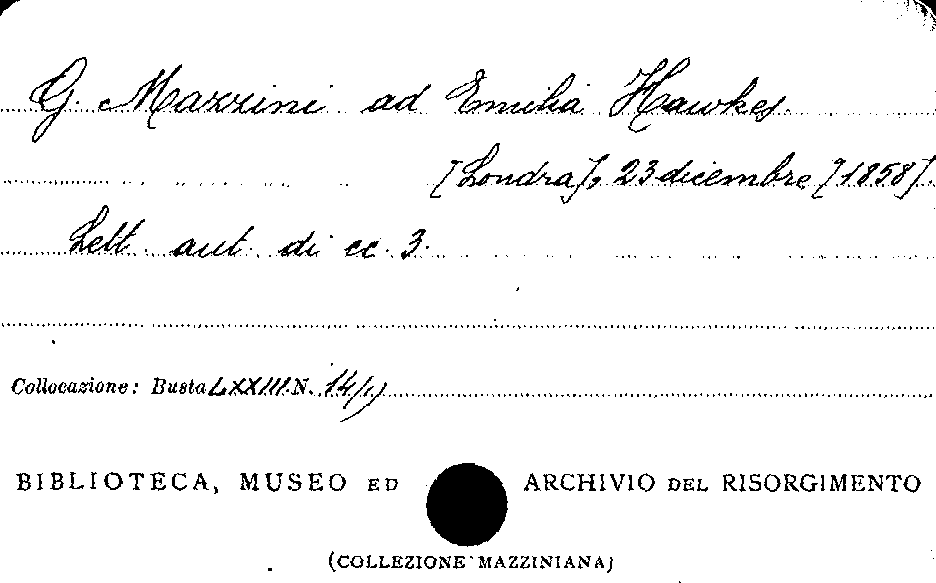 G. Mazzini ad Emilia Hawkes.
[Londra], 23 dicembre [1858].
Lett. aut. di cc. 3.
Collocazione: Busta LXXIII N. 14/1)
BIBLIOTECA, MUSEO ED ARCHIVIO DEL RISORGIMENTO
(COLLEZIONE MAZZINIANA)